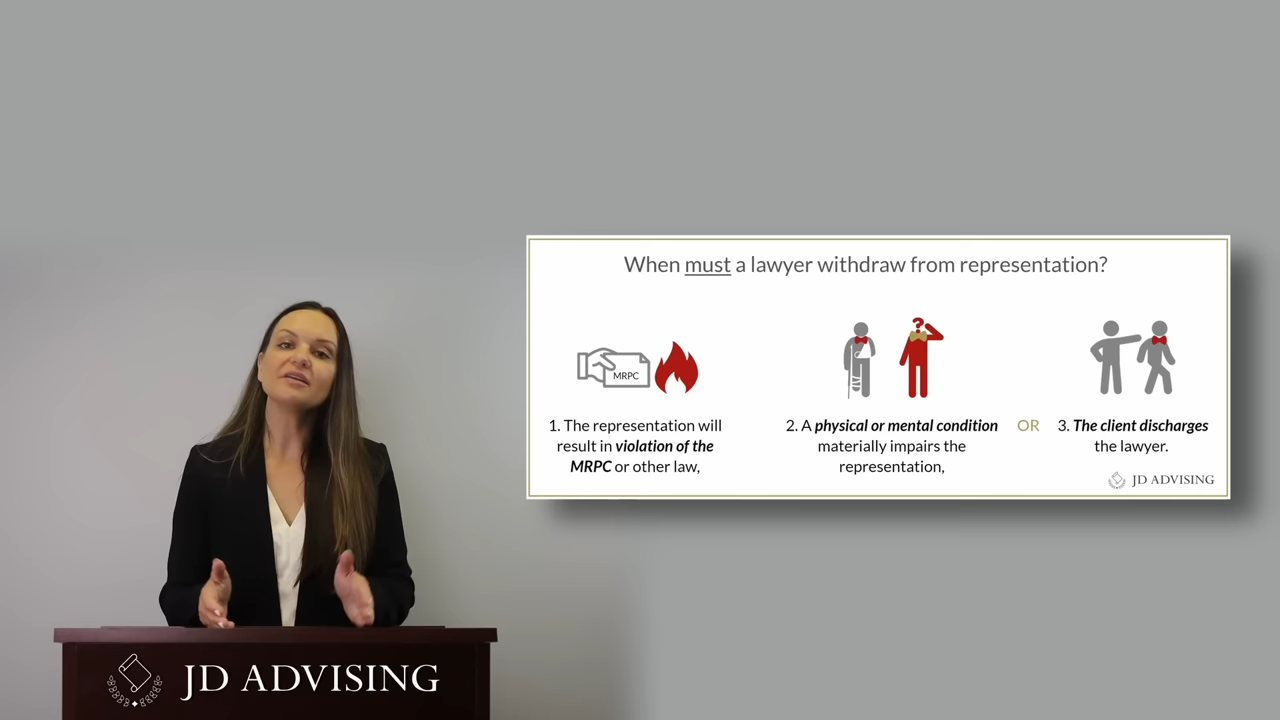 When must a lawyer withdraw from representation?
MRPC
1. The representation will
result in violation of the
MRPC or other law,
2. A physical or mental condition
materially impairs the
representation,
OR
3. The client discharges
the lawyer.
JD ADVISING
JD ADVISING